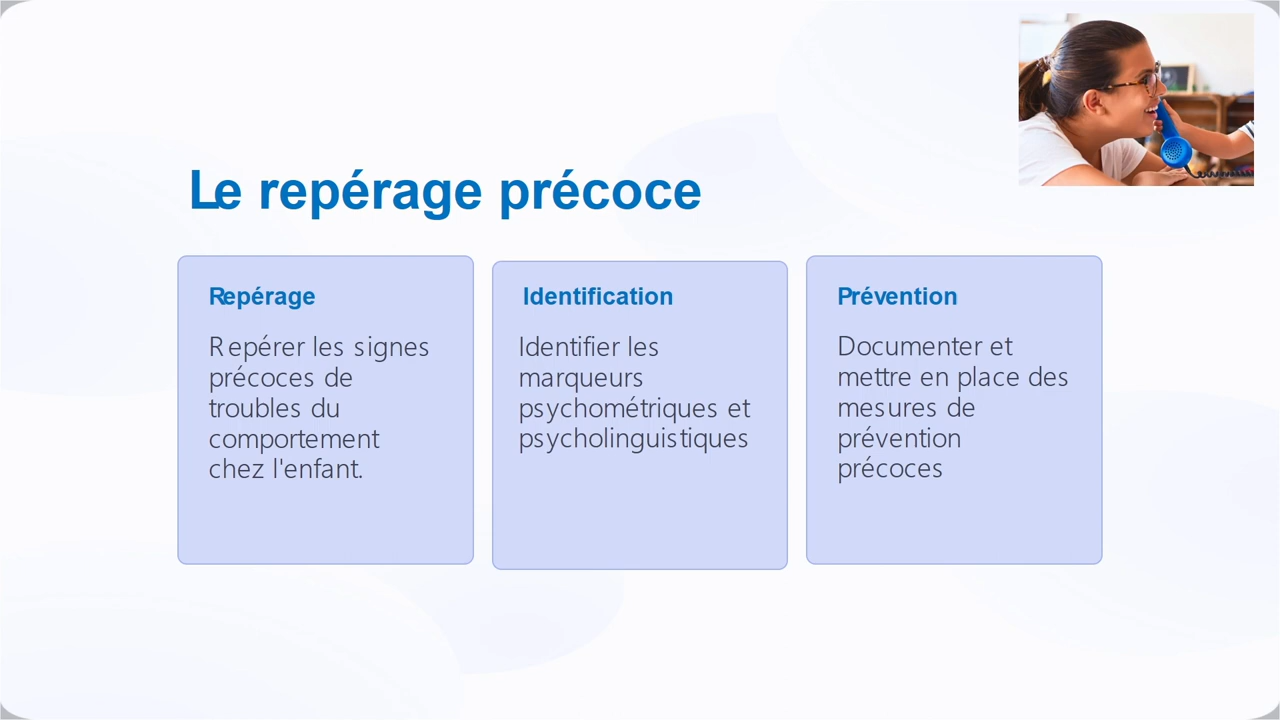 Le repérage précoce
Repérage
Repérer les signes
précoces de
troubles du
comportement
chez l'enfant.
Identification
Identifier les
marqueurs
psychométriques et
psycholinguistiques
Prévention
Documenter et
mettre en place des
mesures de
prévention
précoces